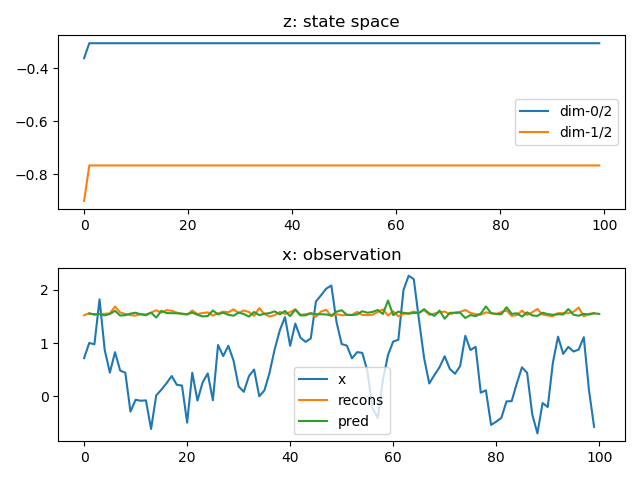 z: state space
−0.4
−0.6
−0.8
dim-0/2
dim-1/2
0 20 40 60 80 100
x: observation
2
1
0
x
recons
pred
0 20 40 60 80 100